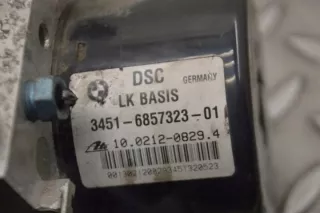 DSC GERMANY
LK BASIS
3451-6857323-01
10.0212-0829.4